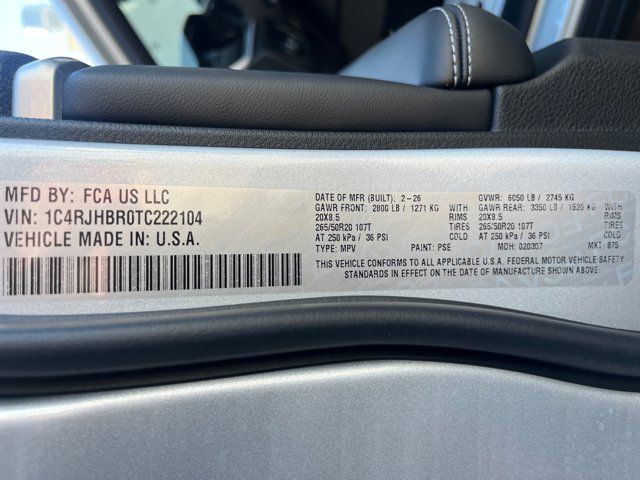 MFD BY: FCA US LLC
VIN: 1C4RJHBR0TC222104
VEHICLE MADE IN: U.S.A.
DATE OF MFR (BUILT): 2-26 GVWR: 6050 LB / 2745 KG
GAWR FRONT: 2800 LB / 1271 KG WITH GAWR REAR: 3350 LB / 1520 KG WITH
20X8.5 RIMS 20X8.5 RIMS
265/50R20 107T TIRES 265/50R20 107T TIRES
AT 250 kPa / 36 PSI COLD AT 250 kPa / 36 PSI COLD
TYPE: MPV PAINT: PSE MDH: 020307 MKT: 875
THIS VEHICLE CONFORMS TO ALL APPLICABLE U.S.A. FEDERAL MOTOR VEHICLE SAFETY
STANDARDS IN EFFECT ON THE DATE OF MANUFACTURE SHOWN ABOVE.